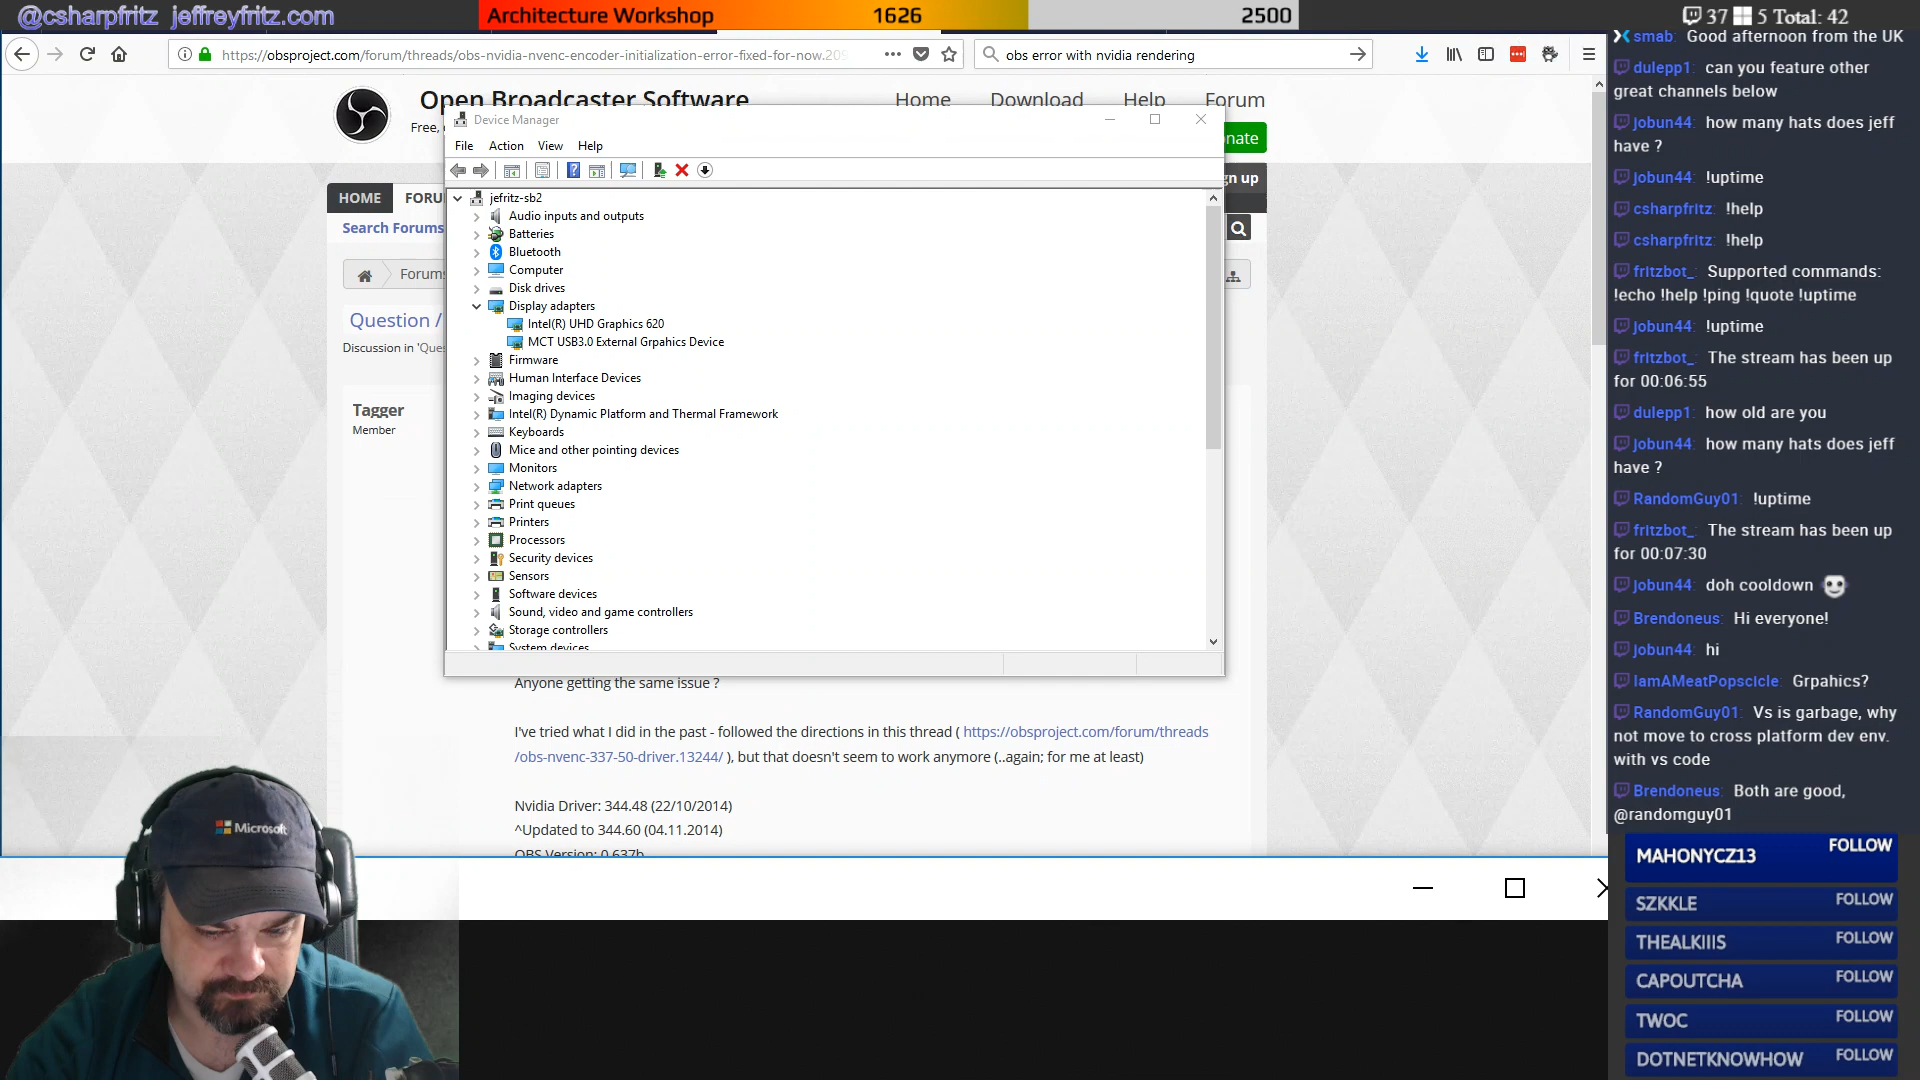 @csharpfritz jeffreyfritz.com
Architecture Workshop 1626 2500
37 5 Total: 42
https://obsproject.com/forum/threads/obs-nvidia-nvenc-encoder-initialization-error-fixed-for-now.209
obs error with nvidia rendering
Open Broadcaster Software
Home Download Help Forum
Free,
nate
Device Manager
File Action View Help
HOME
FORU
gn up
Search Forums
Forums
Question /
Discussion in 'Ques
Tagger
Member
jefritz-sb2
Audio inputs and outputs
Batteries
Bluetooth
Computer
Disk drives
Display adapters
Intel(R) UHD Graphics 620
MCT USB3.0 External Grpahics Device
Firmware
Human Interface Devices
Imaging devices
Intel(R) Dynamic Platform and Thermal Framework
Keyboards
Mice and other pointing devices
Monitors
Network adapters
Print queues
Printers
Processors
Security devices
Sensors
Software devices
Sound, video and game controllers
Storage controllers
System devices
Anyone getting the same issue ?
I've tried what I did in the past - followed the directions in this thread ( https://obsproject.com/forum/threads
/obs-nvenc-337-50-driver.13244/ ), but that doesn't seem to work anymore (..again; for me at least)
Nvidia Driver: 344.48 (22/10/2014)
^Updated to 344.60 (04.11.2014)
OBS Version: 0.637b
Microsoft
smab: Good afternoon from the UK
dulepp1: can you feature other
great channels below
jobun44: how many hats does jeff
have ?
jobun44: !uptime
csharpfritz: !help
csharpfritz: !help
fritzbot_: Supported commands:
!echo !help !ping !quote !uptime
jobun44: !uptime
fritzbot_: The stream has been up
for 00:06:55
dulepp1: how old are you
jobun44: how many hats does jeff
have ?
RandomGuy01: !uptime
fritzbot_: The stream has been up
for 00:07:30
jobun44: doh cooldown
Brendoneus: Hi everyone!
jobun44: hi
IamAMeatPopscicle: Grpahics?
RandomGuy01: Vs is garbage, why
not move to cross platform dev env.
with vs code
Brendoneus: Both are good,
@randomguy01
MAHONYCZ13 FOLLOW
SZKKLE FOLLOW
THEALKIIIS FOLLOW
CAPOUTCHA FOLLOW
TWOC FOLLOW
DOTNETKNOWHOW FOLLOW